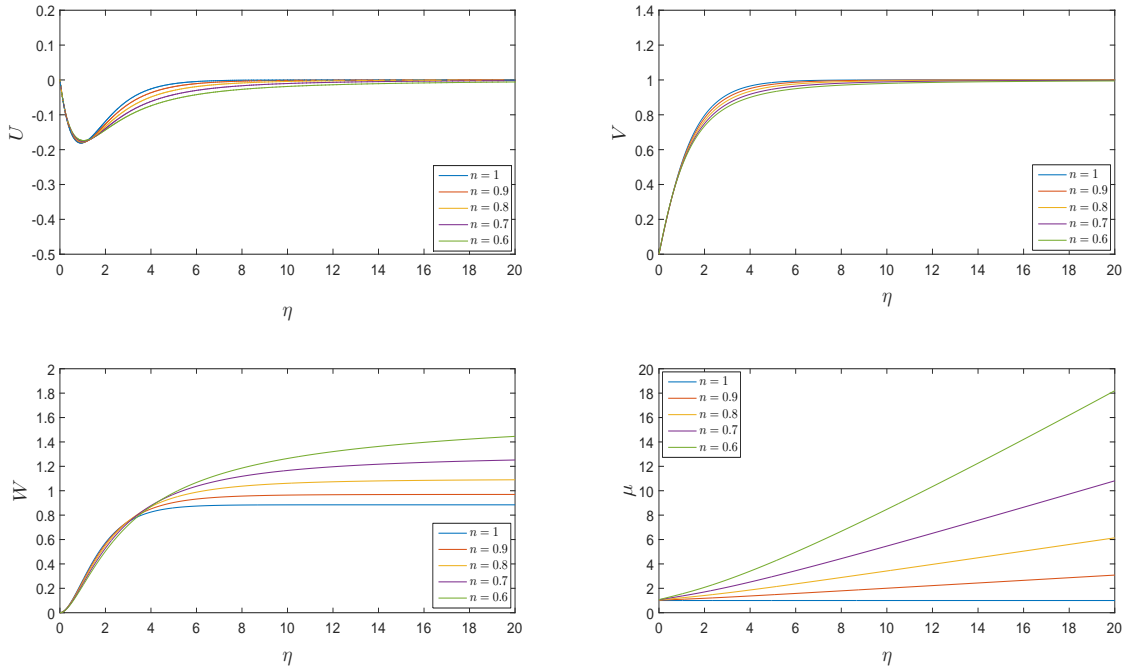 0.2
0.1
0
-0.1
-0.2
-0.3
-0.4
-0.5
U
0 2 4 6 8 10 12 14 16 18 20
η
n = 1
n = 0.9
n = 0.8
n = 0.7
n = 0.6
1.4
1.2
1
0.8
0.6
0.4
0.2
0
V
0 2 4 6 8 10 12 14 16 18 20
η
n = 1
n = 0.9
n = 0.8
n = 0.7
n = 0.6
2
1.8
1.6
1.4
1.2
1
0.8
0.6
0.4
0.2
0
W
0 2 4 6 8 10 12 14 16 18 20
η
n = 1
n = 0.9
n = 0.8
n = 0.7
n = 0.6
20
18
16
14
12
10
8
6
4
2
0
μ
0 2 4 6 8 10 12 14 16 18 20
η
n = 1
n = 0.9
n = 0.8
n = 0.7
n = 0.6